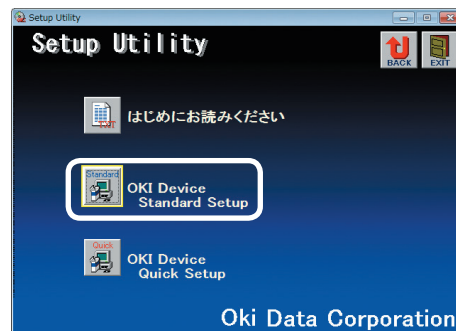 Setup Utility
Setup Utility
BACK
EXIT
TXT
はじめにお読みください
Standard
OKI Device
Standard Setup
Quick
OKI Device
Quick Setup
Oki Data Corporation